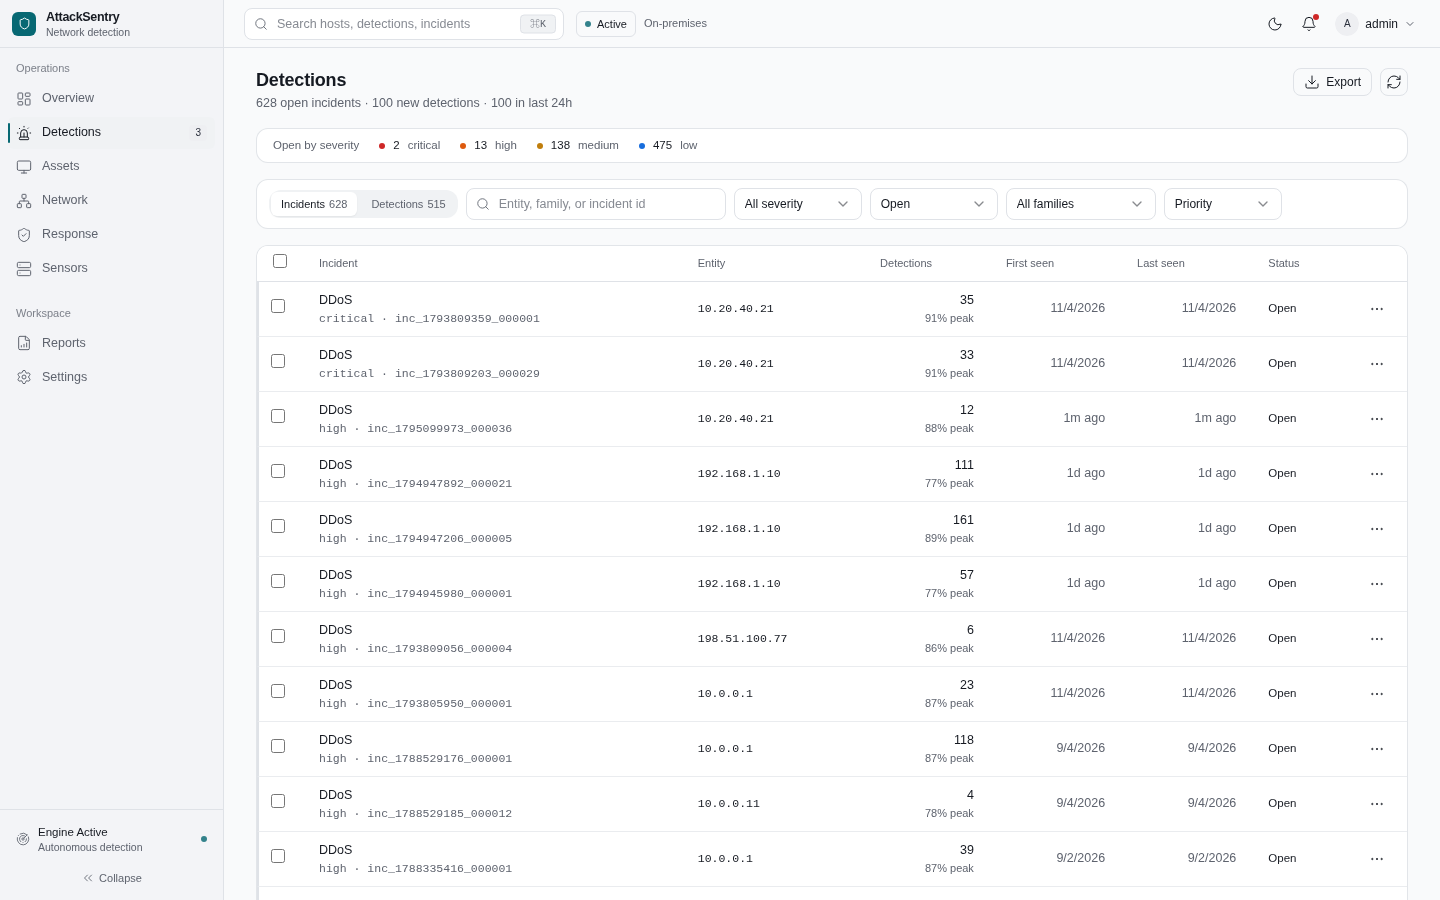 AttackSentry
Network detection
Search hosts, detections, incidents
⌘K
Active
On-premises
A
admin
Operations
Overview
Detections
3
Assets
Network
Response
Sensors
Workspace
Reports
Settings
Engine Active
Autonomous detection
Collapse
Detections
628 open incidents · 100 new detections · 100 in last 24h
Export
Open by severity
2 critical
13 high
138 medium
475 low
Incidents 628
Detections 515
Entity, family, or incident id
All severity
Open
All families
Priority
Incident Entity Detections First seen Last seen Status
DDoS 10.20.40.21 35 11/4/2026 11/4/2026 Open
critical · inc_1793809359_000001 91% peak
DDoS 10.20.40.21 33 11/4/2026 11/4/2026 Open
critical · inc_1793809203_000029 91% peak
DDoS 10.20.40.21 12 1m ago 1m ago Open
high · inc_1795099973_000036 88% peak
DDoS 192.168.1.10 111 1d ago 1d ago Open
high · inc_1794947892_000021 77% peak
DDoS 192.168.1.10 161 1d ago 1d ago Open
high · inc_1794947206_000005 89% peak
DDoS 192.168.1.10 57 1d ago 1d ago Open
high · inc_1794945980_000001 77% peak
DDoS 198.51.100.77 6 11/4/2026 11/4/2026 Open
high · inc_1793809056_000004 86% peak
DDoS 10.0.0.1 23 11/4/2026 11/4/2026 Open
high · inc_1793805950_000001 87% peak
DDoS 10.0.0.1 118 9/4/2026 9/4/2026 Open
high · inc_1788529176_000001 87% peak
DDoS 10.0.0.11 4 9/4/2026 9/4/2026 Open
high · inc_1788529185_000012 78% peak
DDoS 10.0.0.1 39 9/2/2026 9/2/2026 Open
high · inc_1788335416_000001 87% peak